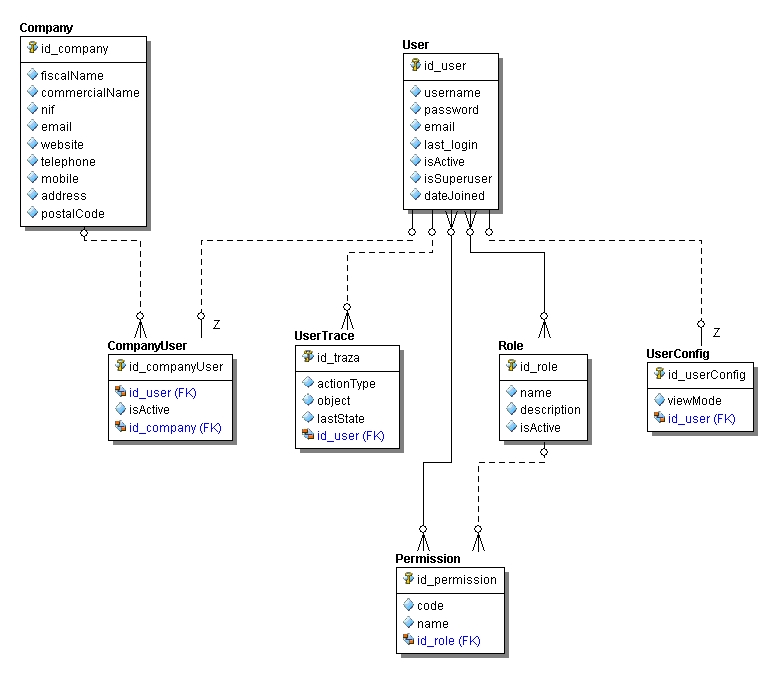 Company
id_company
fiscalName
commercialName
nif
email
website
telephone
mobile
address
postalCode
User
id_user
username
password
email
last_login
isActive
isSuperuser
dateJoined
Z
Z
CompanyUser
id_companyUser
id_user (FK)
isActive
id_company (FK)
UserTrace
id_traza
actionType
object
lastState
id_user (FK)
Role
id_role
name
description
isActive
UserConfig
id_userConfig
viewMode
id_user (FK)
Permission
id_permission
code
name
id_role (FK)